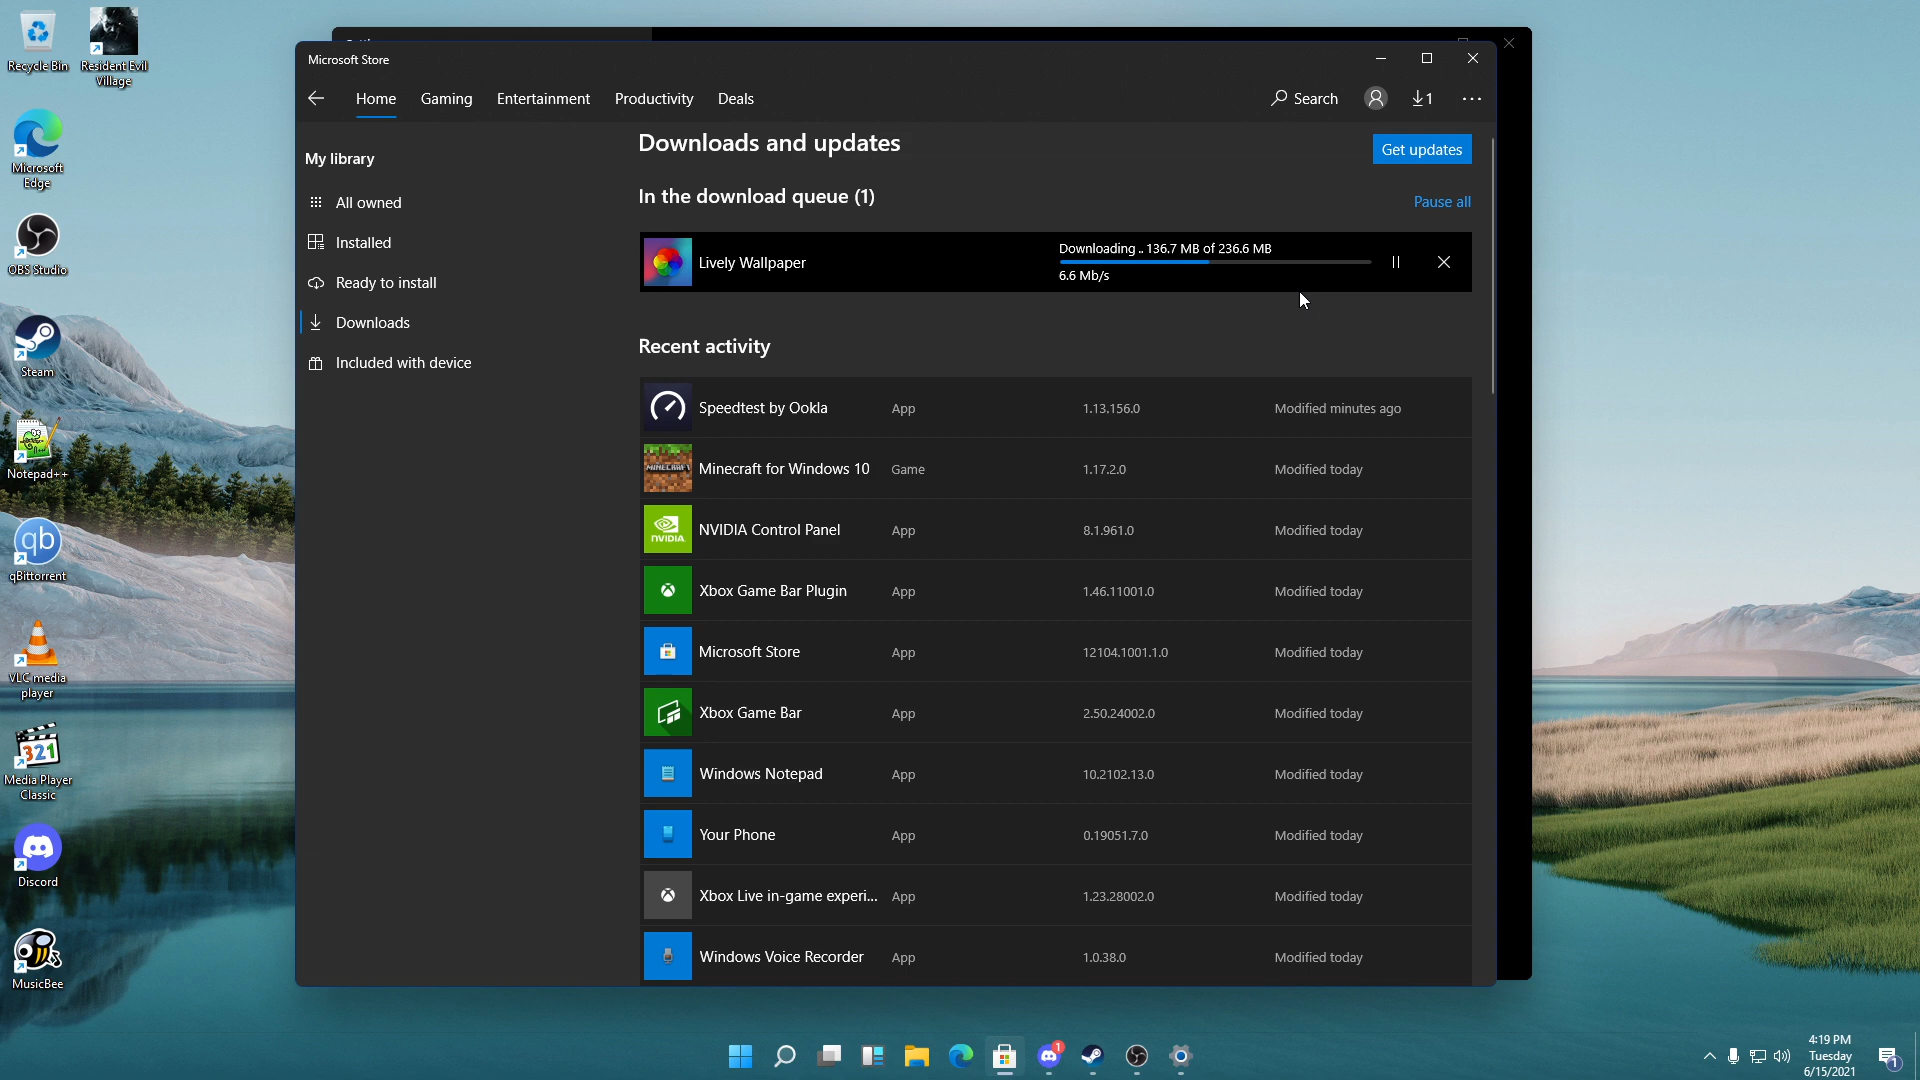 Recycle Bin
Resident Evil
Village
Microsoft
Edge
OBS Studio
Steam
Notepad++
qBittorrent
VLC media
player
321
Media Player
Classic
Discord
MusicBee
Microsoft Store
Home
Gaming
Entertainment
Productivity
Deals
Search
1
My library
All owned
Installed
Ready to install
Downloads
Included with device
Downloads and updates
Get updates
In the download queue (1)
Pause all
Lively Wallpaper
Downloading .. 136.7 MB of 236.6 MB
6.6 Mb/s
Recent activity
Speedtest by Ookla App 1.13.156.0 Modified minutes ago
MINECRAFT
Minecraft for Windows 10 Game 1.17.2.0 Modified today
NVIDIA
NVIDIA Control Panel App 8.1.961.0 Modified today
Xbox Game Bar Plugin App 1.46.11001.0 Modified today
Microsoft Store App 12104.1001.1.0 Modified today
Xbox Game Bar App 2.50.24002.0 Modified today
Windows Notepad App 10.2102.13.0 Modified today
Your Phone App 0.19051.7.0 Modified today
Xbox Live in-game experi... App 1.23.28002.0 Modified today
Windows Voice Recorder App 1.0.38.0 Modified today
qb
1
4:19 PM
Tuesday
6/15/2021
1